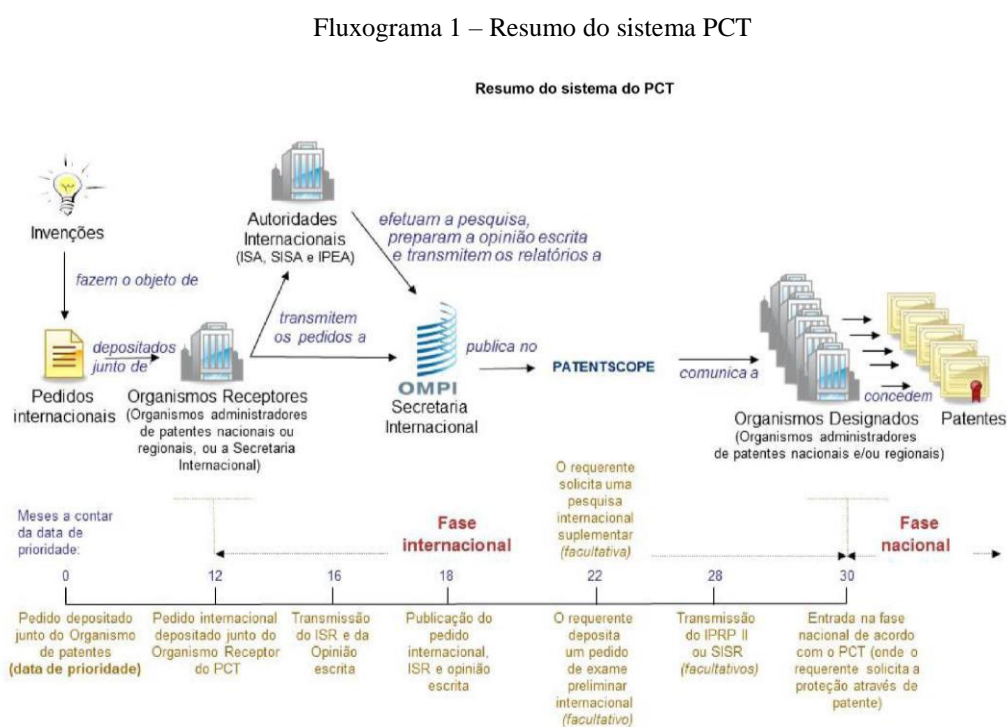 Fluxograma 1 – Resumo do sistema PCT
Resumo do sistema do PCT
Invenções
fazem o objeto de
Pedidos
internacionais
depositados
junto de
Organismos Receptores
(Organismos administradores
de patentes nacionais ou
regionais, ou a Secretaria
Internacional)
Autoridades
Internacionais
(ISA, SISA e IPEA)
transmitem
os pedidos a
efetuam a pesquisa,
preparam a opinião escrita
e transmitem os relatórios a
OMPI
Secretaria
Internacional
publica no
PATENTSCOPE
comunica a
Organismos Designados
(Organismos administradores
de patentes nacionais e/ou regionais)
concedem
Patentes
Meses a contar
da data de
prioridade:
Fase
internacional
O requerente
solicita uma
pesquisa
internacional
suplementar
(facultativa)
Fase
nacional
0
12
16
18
22
28
30
Pedido depositado
junto do Organismo
de patentes
(data de prioridade)
Pedido internacional
depositado junto do
Organismo Receptor
do PCT
Transmissão
do ISR e da
Opinião
escrita
Publicação do
pedido
internacional,
ISR e opinião
escrita
O requerente
deposita
um pedido
de exame
preliminar
internacional
(facultativo)
Transmissão
do IPRP II
ou SISR
(facultativos)
Entrada na fase
nacional de acordo
com o PCT (onde o
requerente solicita a
proteção através de
patente)